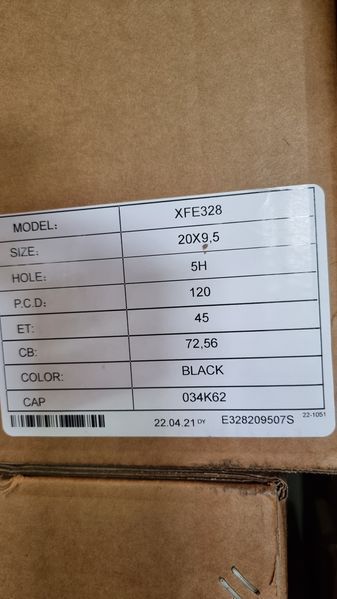 MODEL: XFE328
SIZE: 20X9,5
HOLE: 5H
P.C.D: 120
ET: 45
CB: 72,56
COLOR: BLACK
CAP 034K62
22.04.21 DY E328209507S 22-1051